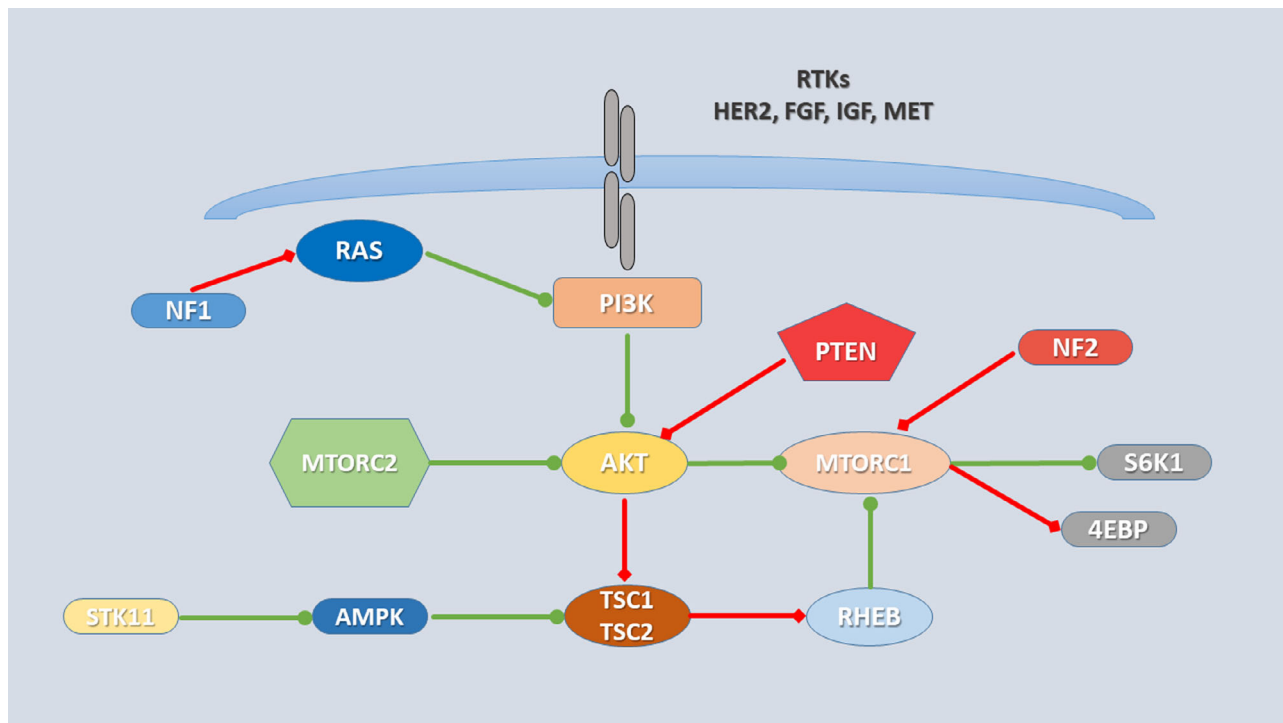 RTKs
HER2, FGF, IGF, MET
RAS
NF1
PI3K
PTEN
NF2
MTORC2
AKT
MTORC1
S6K1
4EBP
STK11
AMPK
TSC1
TSC2
RHEB